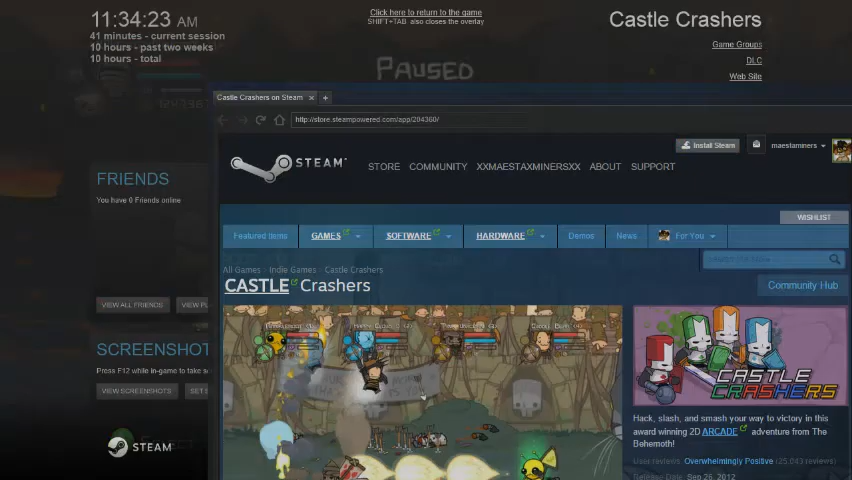 11:34:23 AM
41 minutes - current session
10 hours - past two weeks
10 hours - total
Click here to return to the game
SHIFT+TAB also closes the overlay
Castle Crashers
Game Groups
DLC
Web Site
PAUSED
Castle Crashers on Steam
http://store.steampowered.com/app/204360/
Install Steam
maestaminers
STEAM
STORE COMMUNITY XXMAESTAXMINERSXX ABOUT SUPPORT
WISHLIST
Featured Items GAMES SOFTWARE HARDWARE Demos News For You
FRIENDS
You have 0 Friends online
VIEW ALL FRIENDS
All Games Indie Games Castle Crashers
CASTLE Crashers
Community Hub
SCREENSHOT
Press F12 while in-game to take
VIEW SCREENSHOTS
STEAM
CASTLE
CRASHERS
Hack, slash, and smash your way to victory in this
award winning 2D ARCADE adventure from The
Behemoth!
User reviews: Overwhelmingly Positive
Release Date: Sep 26, 2012